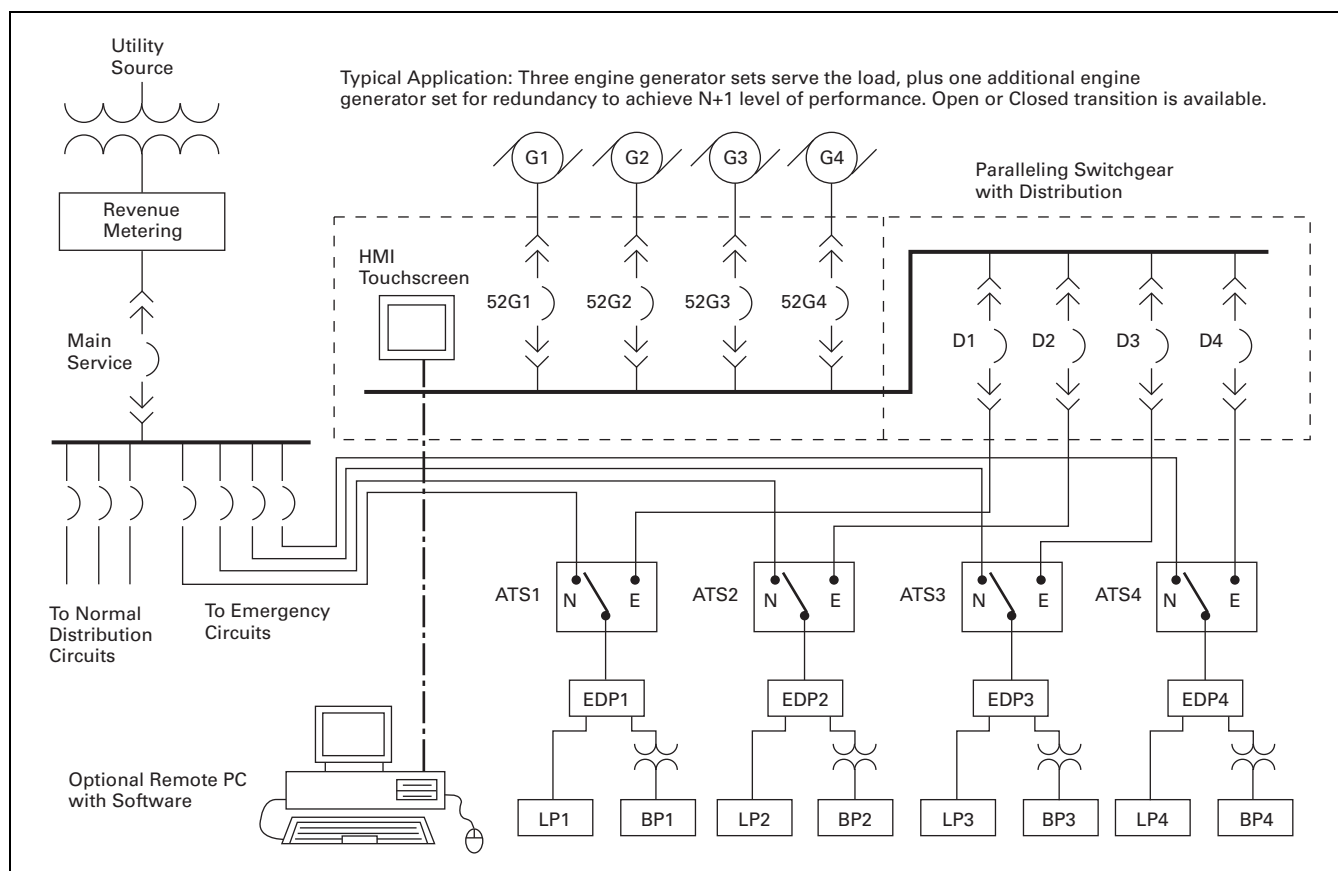 Utility
Source
Typical Application: Three engine generator sets serve the load, plus one additional engine
generator set for redundancy to achieve N+1 level of performance. Open or Closed transition is available.
G1
G2
G3
G4
Paralleling Switchgear
with Distribution
Revenue
Metering
HMI
Touchscreen
52G1
52G2
52G3
52G4
Main
Service
D1
D2
D3
D4
To Normal
Distribution
Circuits
To Emergency
Circuits
ATS1
N
E
ATS2
N
E
ATS3
N
E
ATS4
N
E
EDP1
EDP2
EDP3
EDP4
Optional Remote PC
with Software
LP1
BP1
LP2
BP2
LP3
BP3
LP4
BP4